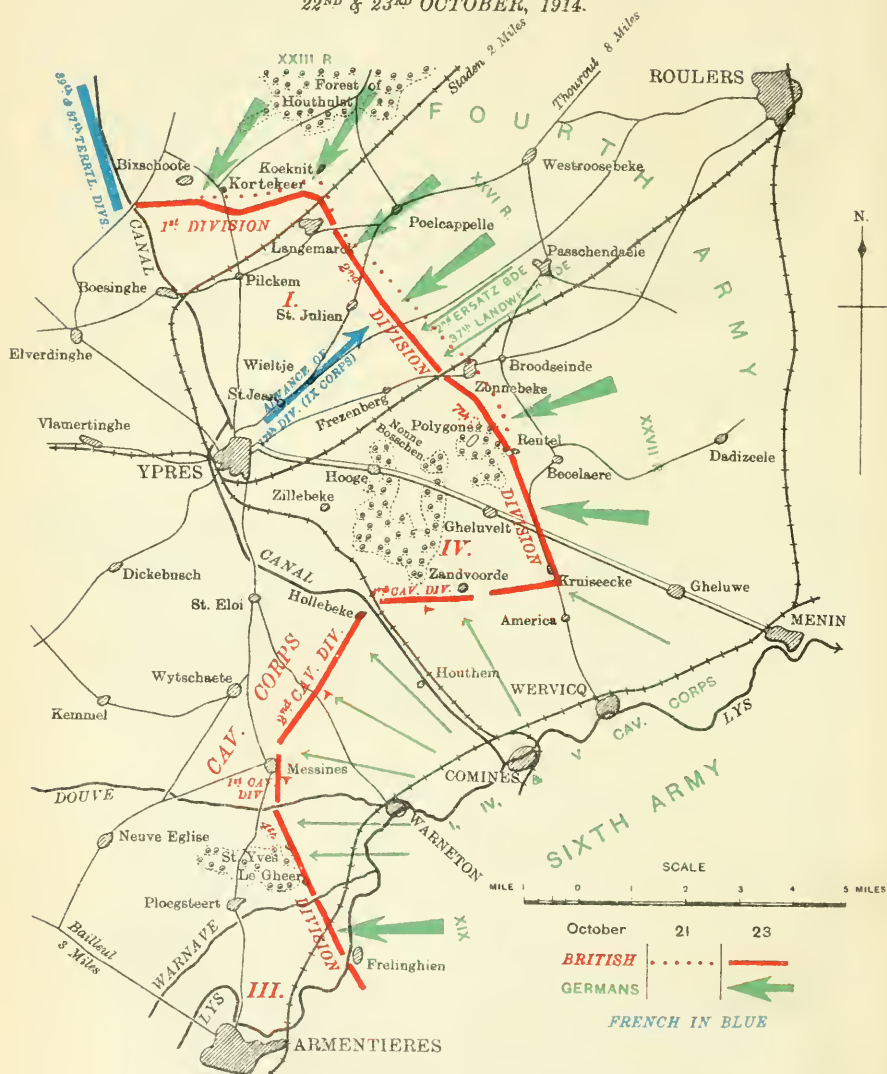 22ND & 23RD OCTOBER, 1914.
XXIII R.
Forest of
Houthulst
Staden 2 Miles
Thourout 8 Miles
ROULERS
89th & 87th TERRTL. DIVS.
FOURTH ARMY
Bixschoote
Koeknit
Kortekeer
Westroosebeke
XXVI R.
1st DIVISION
Poelcappelle
N.
CANAL
Langemarck
2nd DIVISION
Passchendaele
Boesinghe
Pilckem
I.
St. Julien
2nd ERSATZ BDE
37th LANDWEHR BDE
Elverdinghe
Wieltje
ADVANCE OF
17th DIV. (IX CORPS)
St Jean
Broodseinde
Zonnebeke
Frezenberg
Vlamertinghe
Nonne
Bosschen
Polygone
7th DIVISION
Reutel
XXVII R.
Dadizeele
YPRES
Hooge
Becelaere
Zillebeke
Gheluvelt
IV.
Dickebusch
CANAL
Zandvoorde
Kruiseecke
Gheluwe
St. Eloi
Hollebeke
CAV. DIV.
America
MENIN
Wytschaete
CAV. CORPS
2nd CAV. DIV.
Houthem
WERVICQ
Kemmel
LYS
COMINES
I, IV, & V CAV. CORPS
Messines
1st CAV.
DIV.
DOUVE
WARNETON
SIXTH ARMY
Neuve Eglise
4th DIVISION
St. Yves
Le Gheer
SCALE
MILE 1 0 1 2 3 4 5 MILES
Ploegsteert
October 21 23
Bailleul
3 Miles
WARNAVE
XIX
BRITISH
Frelinghien
GERMANS
LYS
III.
FRENCH IN BLUE
ARMENTIERES